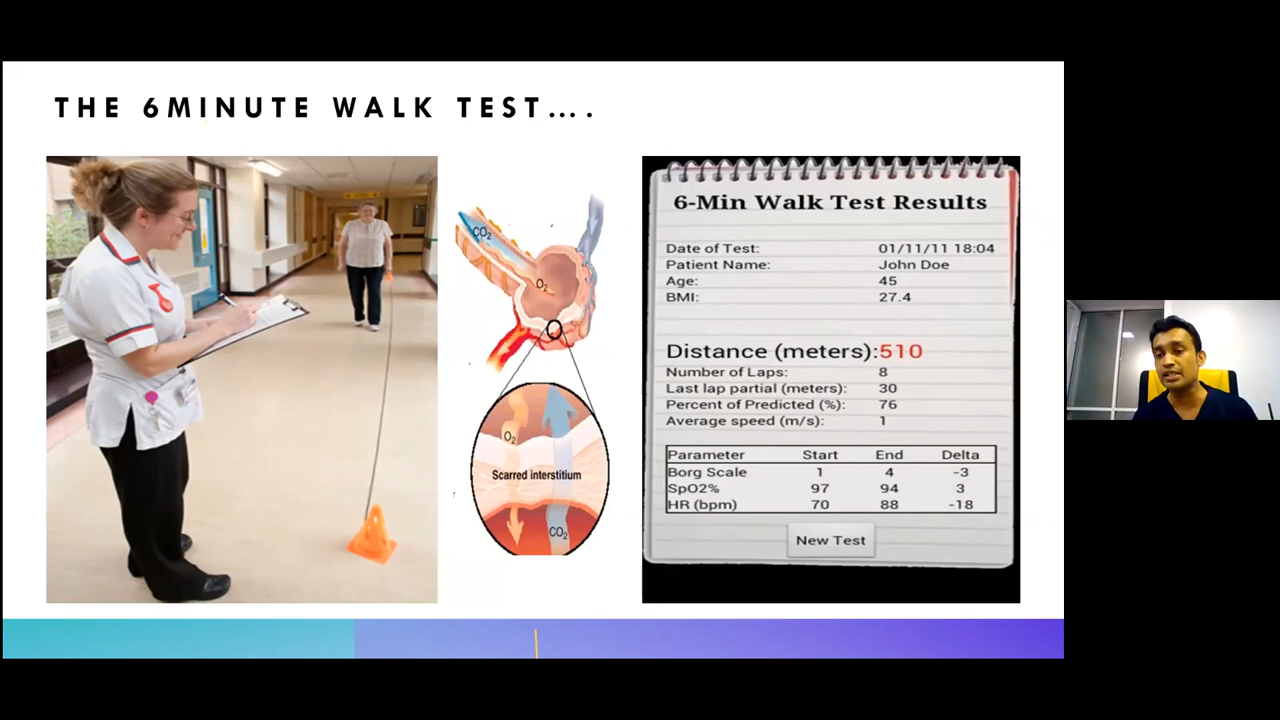 THE 6MINUTE WALK TEST....
CO2
O2
O2
Scarred interstitium
CO2
6-Min Walk Test Results
Date of Test: 01/11/11 18:04
Patient Name: John Doe
Age: 45
BMI: 27.4
Distance (meters):510
Number of Laps: 8
Last lap partial (meters): 30
Percent of Predicted (%): 76
Average speed (m/s): 1
Parameter Start End Delta
Borg Scale 1 4 -3
SpO2% 97 94 3
HR (bpm) 70 88 -18
New Test